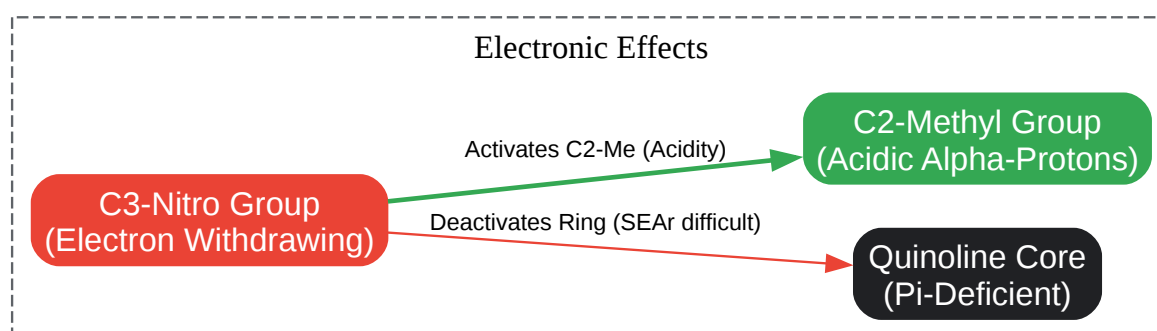 Electronic Effects
C3-Nitro Group
(Electron Withdrawing)
Activates C2-Me (Acidity)
Deactivates Ring (SEAr difficult)
C2-Methyl Group
(Acidic Alpha-Protons)
Quinoline Core
(Pi-Deficient)